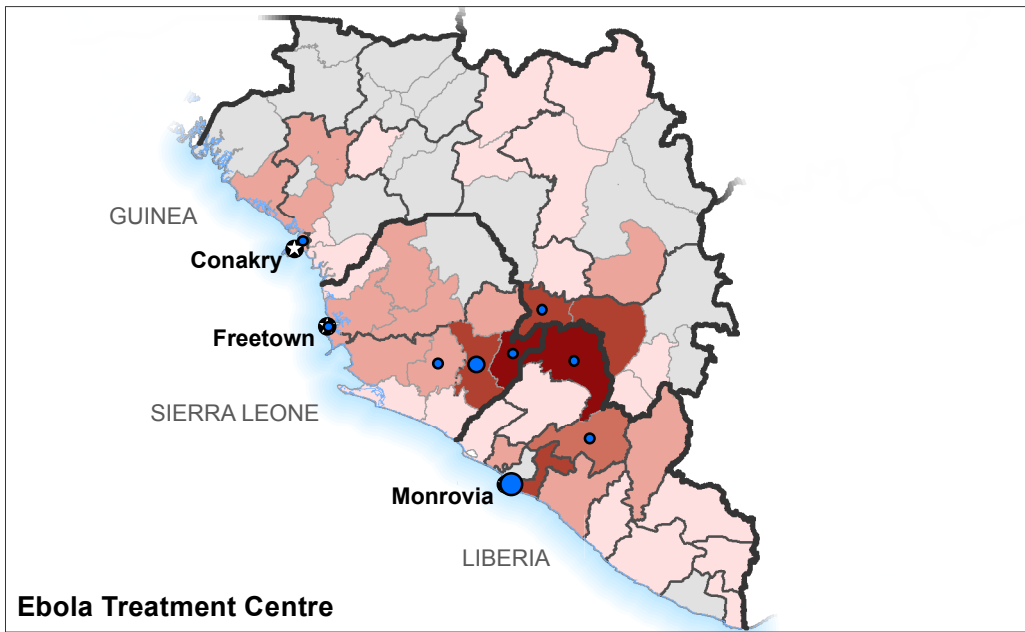 GUINEA
Conakry
Freetown
SIERRA LEONE
Monrovia
LIBERIA
Ebola Treatment Centre